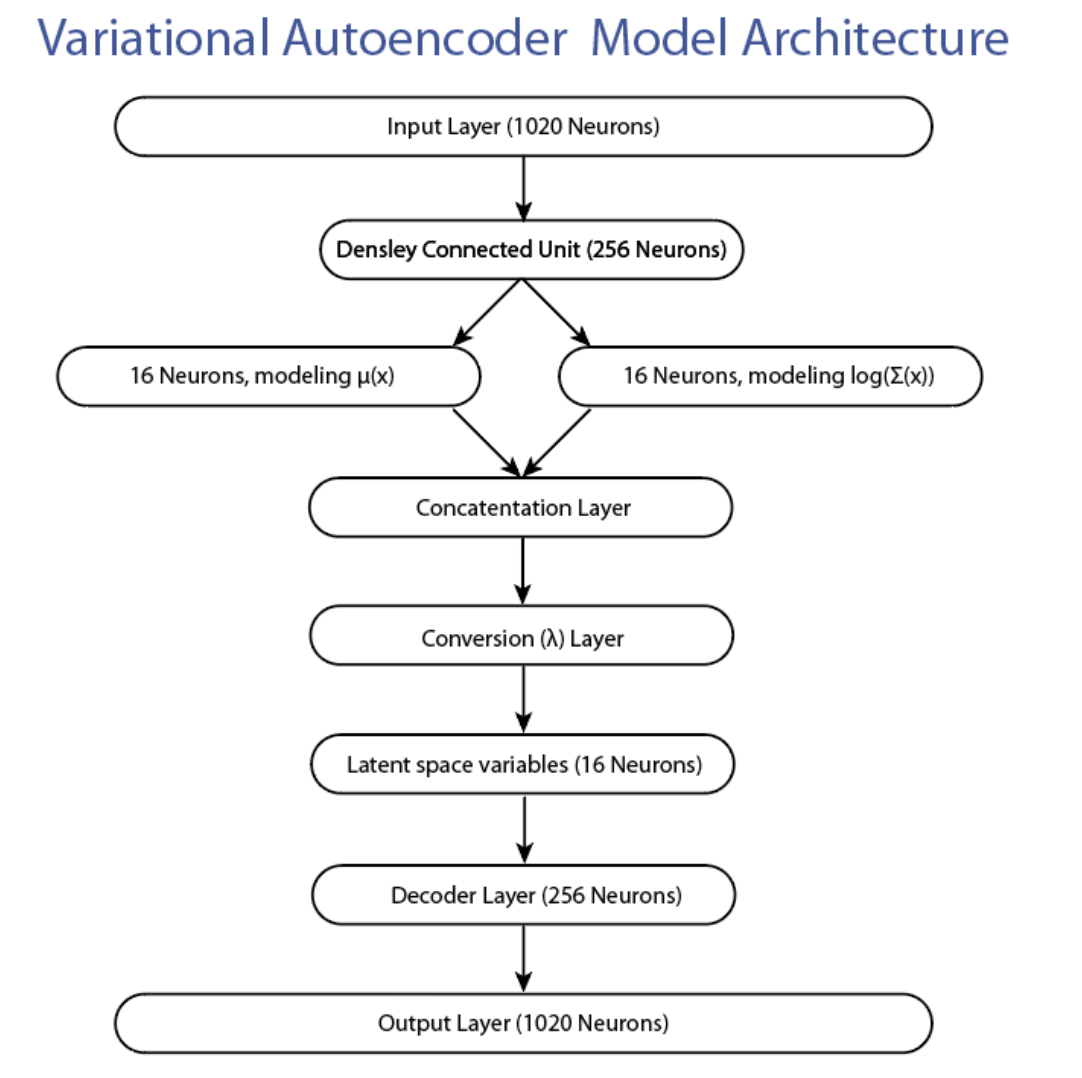 Variational Autoencoder Model Architecture
Input Layer (1020 Neurons)
Densley Connected Unit (256 Neurons)
16 Neurons, modeling μ(x)
16 Neurons, modeling log(Σ(x))
Concatentation Layer
Conversion (λ) Layer
Latent space variables (16 Neurons)
Decoder Layer (256 Neurons)
Output Layer (1020 Neurons)